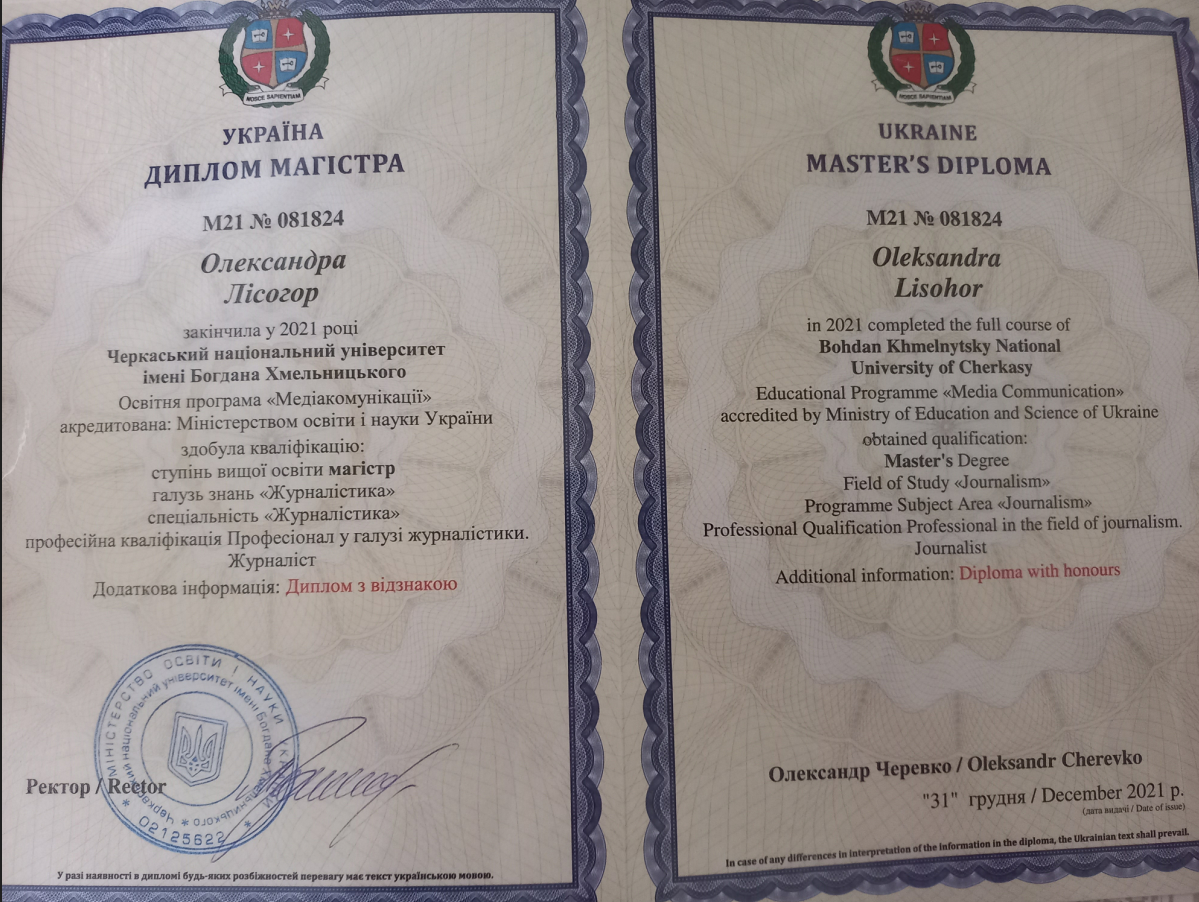 NOSCE SAPIENTIAM
УКРАЇНА
ДИПЛОМ МАГІСТРА
М21 № 081824
Олександра
Лісогор
закінчила у 2021 році
Черкаський національний університет
імені Богдана Хмельницького
Освітня програма «Медіакомунікації»
акредитована: Міністерством освіти і науки України
здобула кваліфікацію:
ступінь вищої освіти магістр
галузь знань «Журналістика»
спеціальність «Журналістика»
професійна кваліфікація Професіонал у галузі журналістики.
Журналіст
Додаткова інформація: Диплом з відзнакою
МІНІСТЕРСТВО ОСВІТИ І НАУКИ УКРАЇНИ
Черкаський національний університет імені Богдана Хмельницького
02125622
Ректор / Rector
У разі наявності в дипломі будь-яких розбіжностей перевагу має текст українською мовою.
NOSCE SAPIENTIAM
UKRAINE
MASTER'S DIPLOMA
M21 № 081824
Oleksandra
Lisohor
in 2021 completed the full course of
Bohdan Khmelnytsky National
University of Cherkasy
Educational Programme «Media Communication»
accredited by Ministry of Education and Science of Ukraine
obtained qualification:
Master's Degree
Field of Study «Journalism»
Programme Subject Area «Journalism»
Professional Qualification Professional in the field of journalism.
Journalist
Additional information: Diploma with honours
Олександр Черевко / Oleksandr Cherevko
"31" грудня / December 2021 р.
(дата видачі / Date of issue)
In case of any differences in interpretation of the information in the diploma, the Ukrainian text shall prevail.